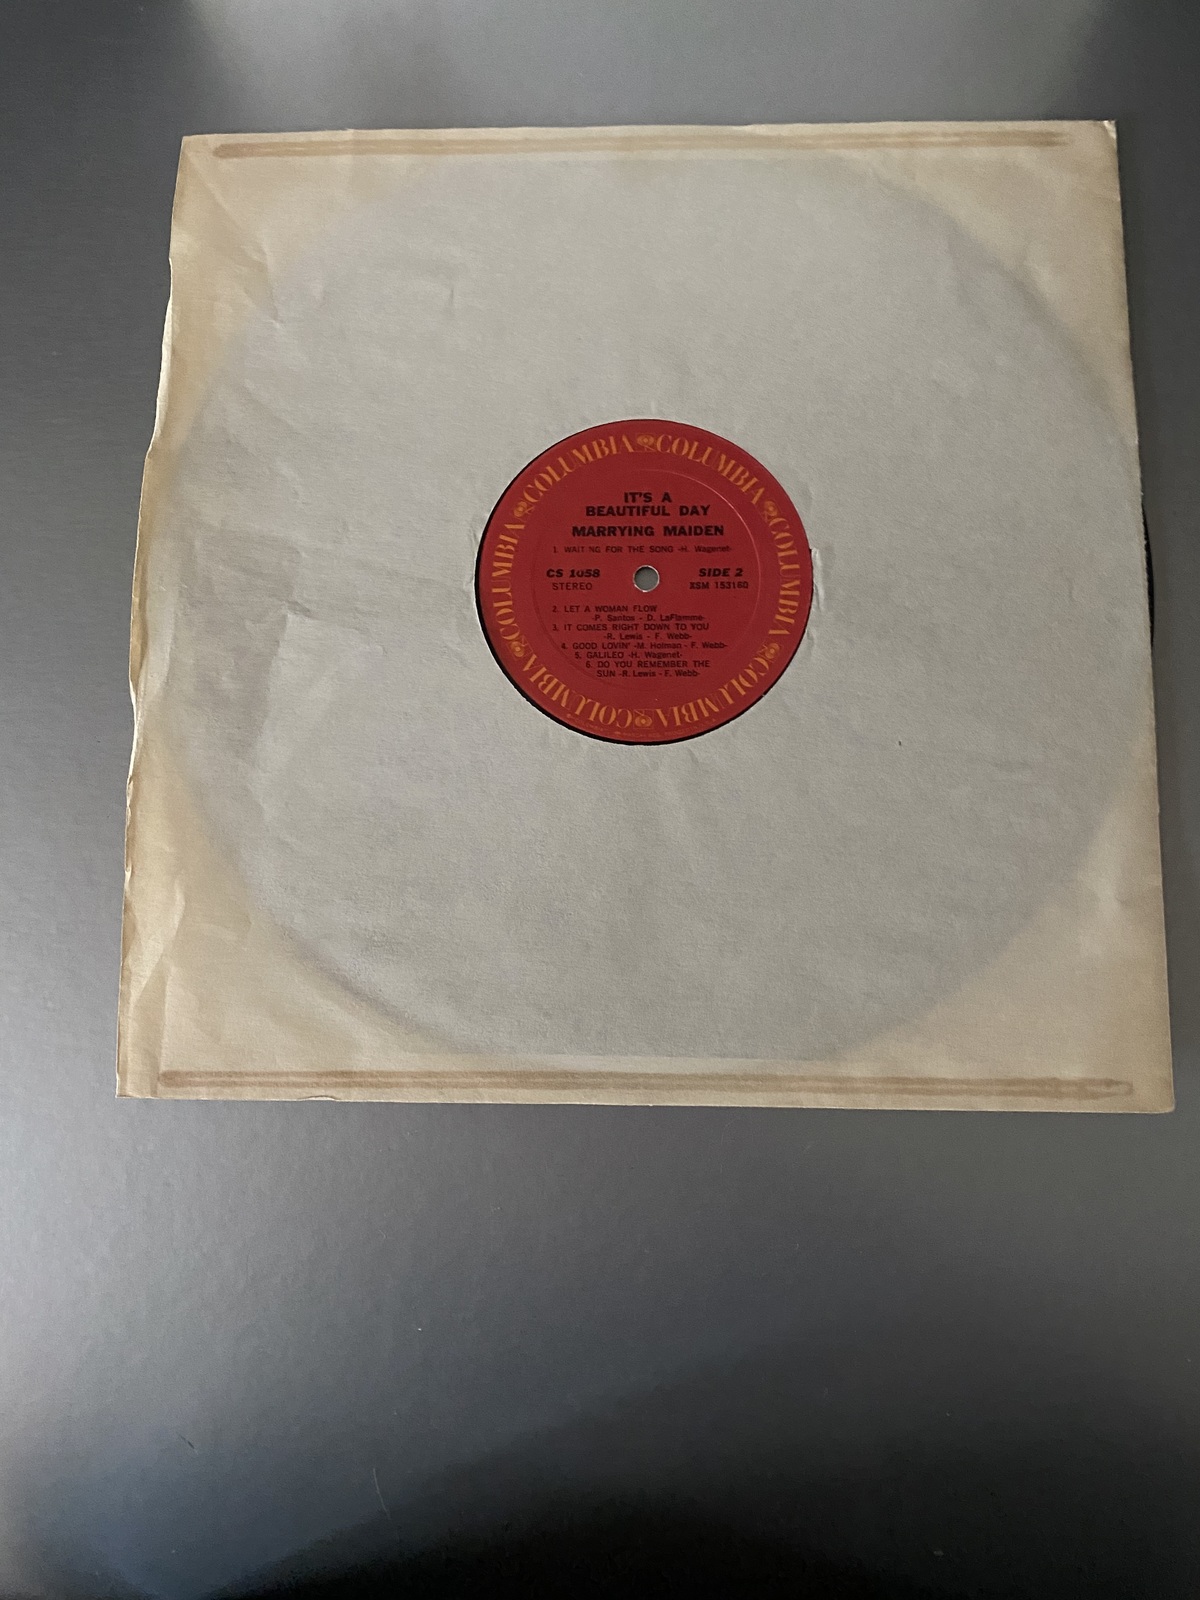 COLUMBIA COLUMBIA COLUMBIA COLUMBIA COLUMBIA COLUMBIA
IT'S A
BEAUTIFUL DAY
MARRYING MAIDEN
1. WAITING FOR THE SONG -H. Wagenet-
CS 1058 SIDE 2
STEREO XSM 153160
2. LET A WOMAN FLOW
-P. Santos - D. LaFlamme-
3. IT COMES RIGHT DOWN TO YOU
-R. Lewis - F. Webb-
4. GOOD LOVIN' -M. Holman - F. Webb-
5. GALILEO -H. Wagenet-
6. DO YOU REMEMBER THE
SUN -R. Lewis - F. Webb-